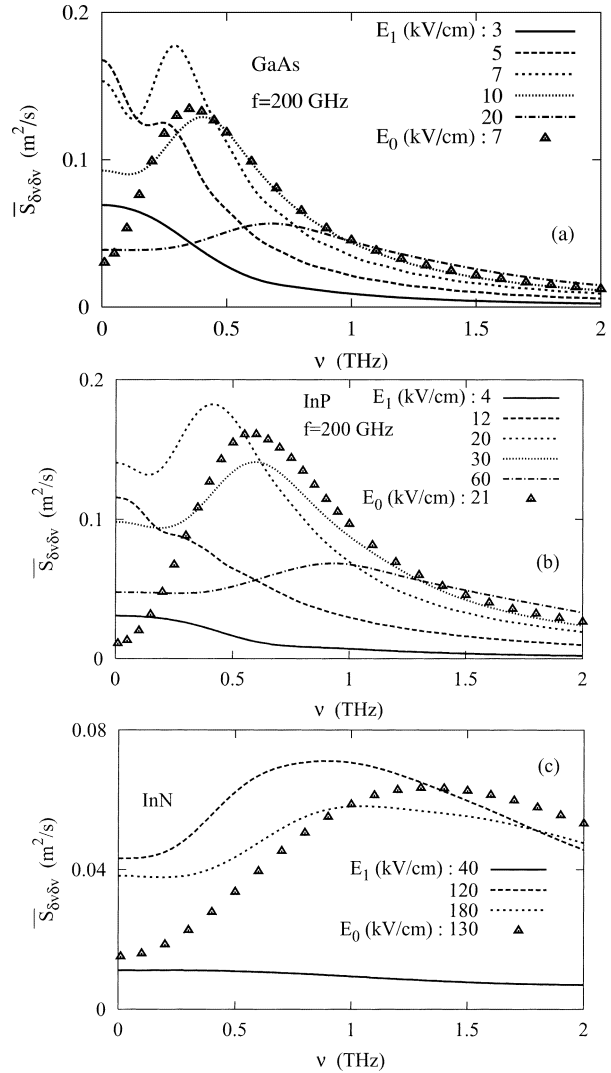 0.2
0.1
0
S̅δvδv (m²/s)
GaAs
f=200 GHz
E₁ (kV/cm) : 3
5
7
10
20
E₀ (kV/cm) : 7
(a)
0 0.5 1 1.5 2
ν (THz)
0.2
0.1
0
S̅δvδv (m²/s)
InP
f=200 GHz
E₁ (kV/cm) : 4
12
20
30
60
E₀ (kV/cm) : 21
(b)
0 0.5 1 1.5 2
ν (THz)
0.08
0.04
0
S̅δvδv (m²/s)
InN
(c)
E₁ (kV/cm) : 40
120
180
E₀ (kV/cm) : 130
0 0.5 1 1.5 2
ν (THz)